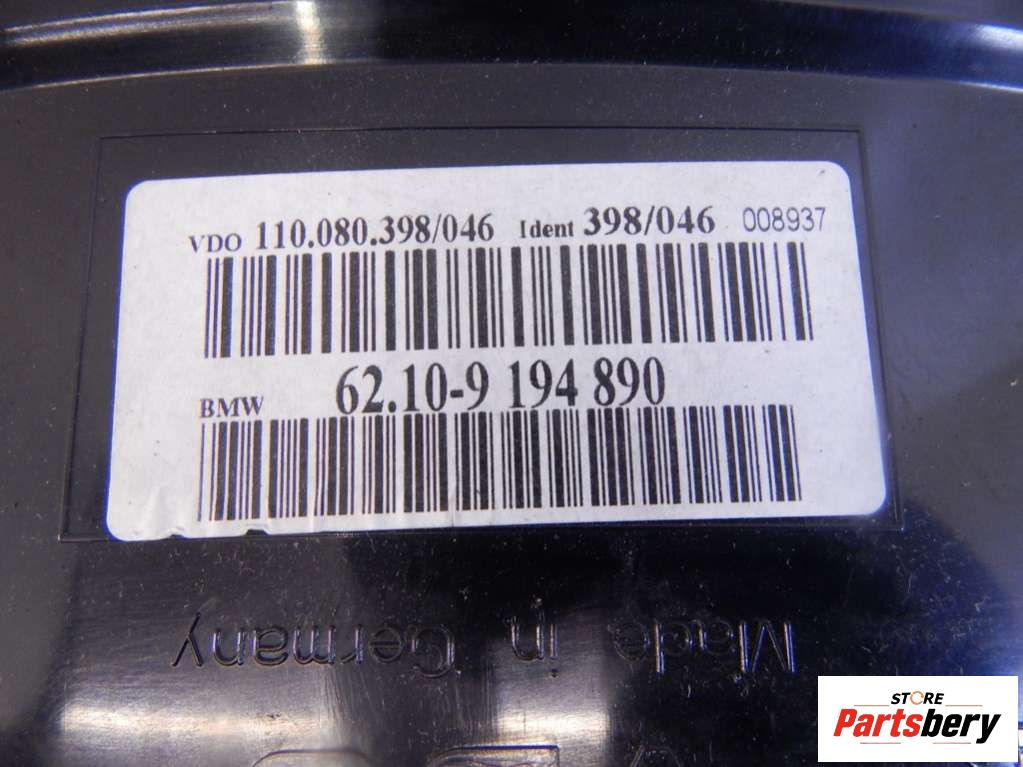 VDO 110.080.398/046 Ident 398/046 008937
BMW 62.10-9 194 890
Made in Germany
STORE
Partsbery